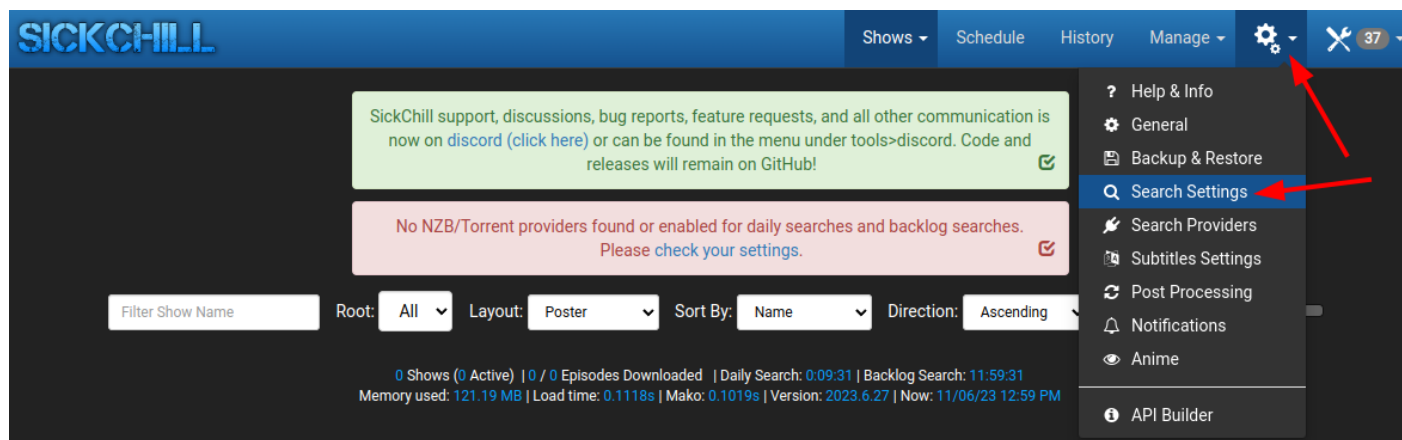 SICKCHILL
Shows Schedule History Manage 37
SickChill support, discussions, bug reports, feature requests, and all other communication is
now on discord (click here) or can be found in the menu under tools>discord. Code and
releases will remain on GitHub!
No NZB/Torrent providers found or enabled for daily searches and backlog searches.
Please check your settings.
Filter Show Name Root: All Layout: Poster Sort By: Name Direction: Ascending
0 Shows (0 Active) | 0 / 0 Episodes Downloaded | Daily Search: 0:09:31 | Backlog Search: 11:59:31
Memory used: 121.19 MB | Load time: 0.1118s | Mako: 0.1019s | Version: 2023.6.27 | Now: 11/06/23 12:59 PM
? Help & Info
General
Backup & Restore
Search Settings
Search Providers
Subtitles Settings
Post Processing
Notifications
Anime
API Builder